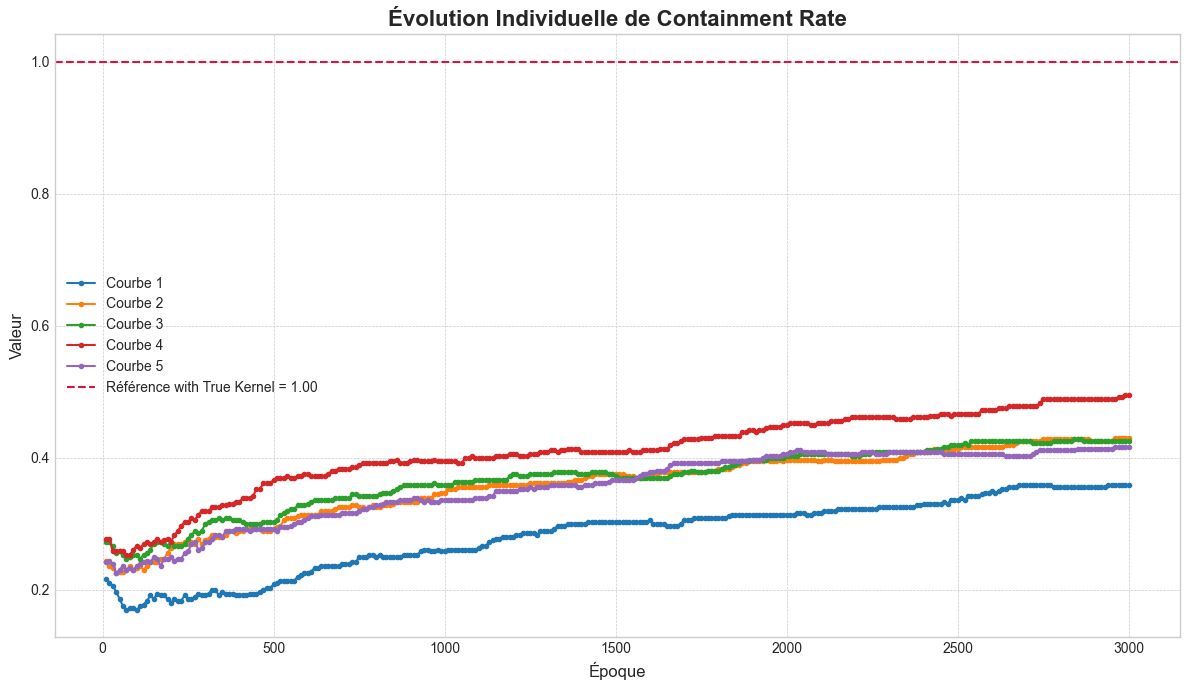 Évolution Individuelle de Containment Rate
1.0
0.8
0.6
0.4
0.2
Valeur
Courbe 1
Courbe 2
Courbe 3
Courbe 4
Courbe 5
Référence with True Kernel = 1.00
0 500 1000 1500 2000 2500 3000
Époque